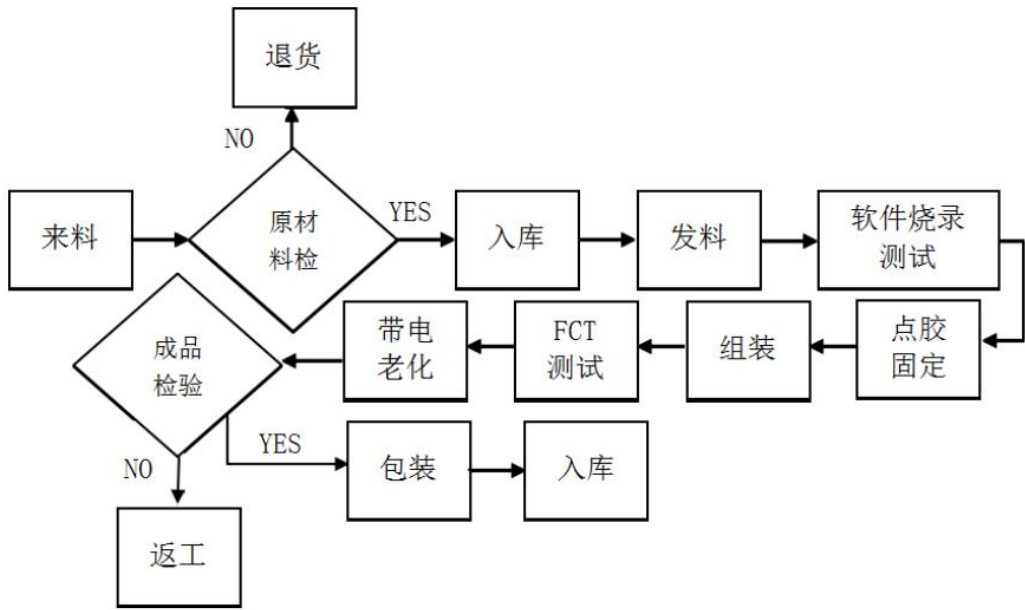 退货
NO
来料
原材
料检
YES
入库
发料
软件烧录
测试
点胶
固定
组装
FCT
测试
带电
老化
成品
检验
YES
包装
入库
NO
返工